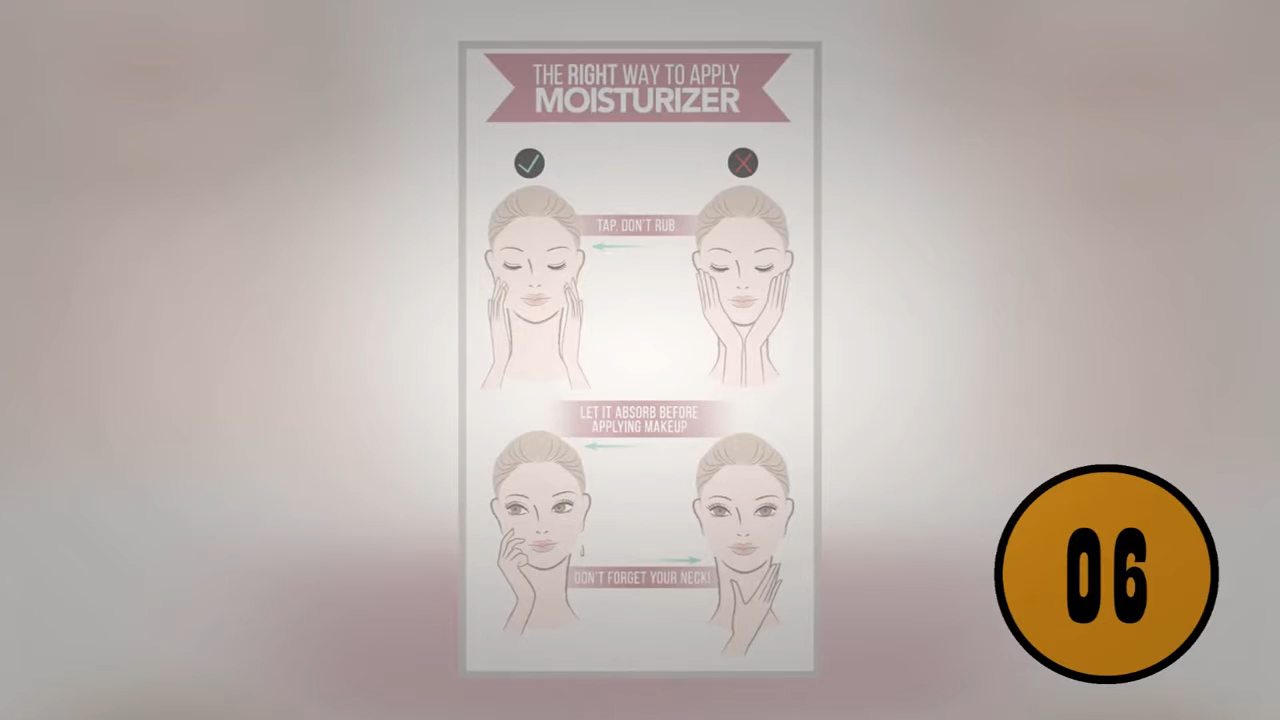 THE RIGHT WAY TO APPLY
MOISTURIZER
TAP. DON'T RUB
LET IT ABSORB BEFORE
APPLYING MAKEUP
DON'T FORGET YOUR NECK!
06